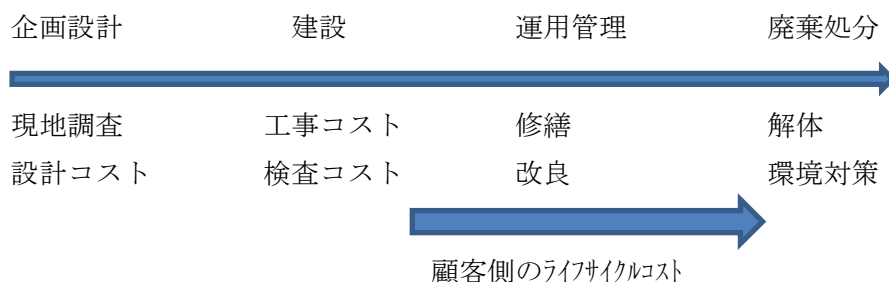 企画設計 建設 運用管理 廃棄処分
現地調査 工事コスト 修繕 解体
設計コスト 検査コスト 改良 環境対策
顧客側のﾗｲﾌｻｲｸﾙｺｽﾄ